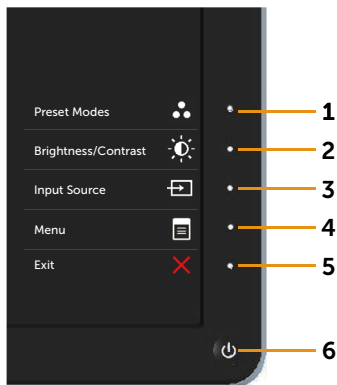 Preset Modes 1
Brightness/Contrast 2
Input Source 3
Menu 4
Exit 5
6